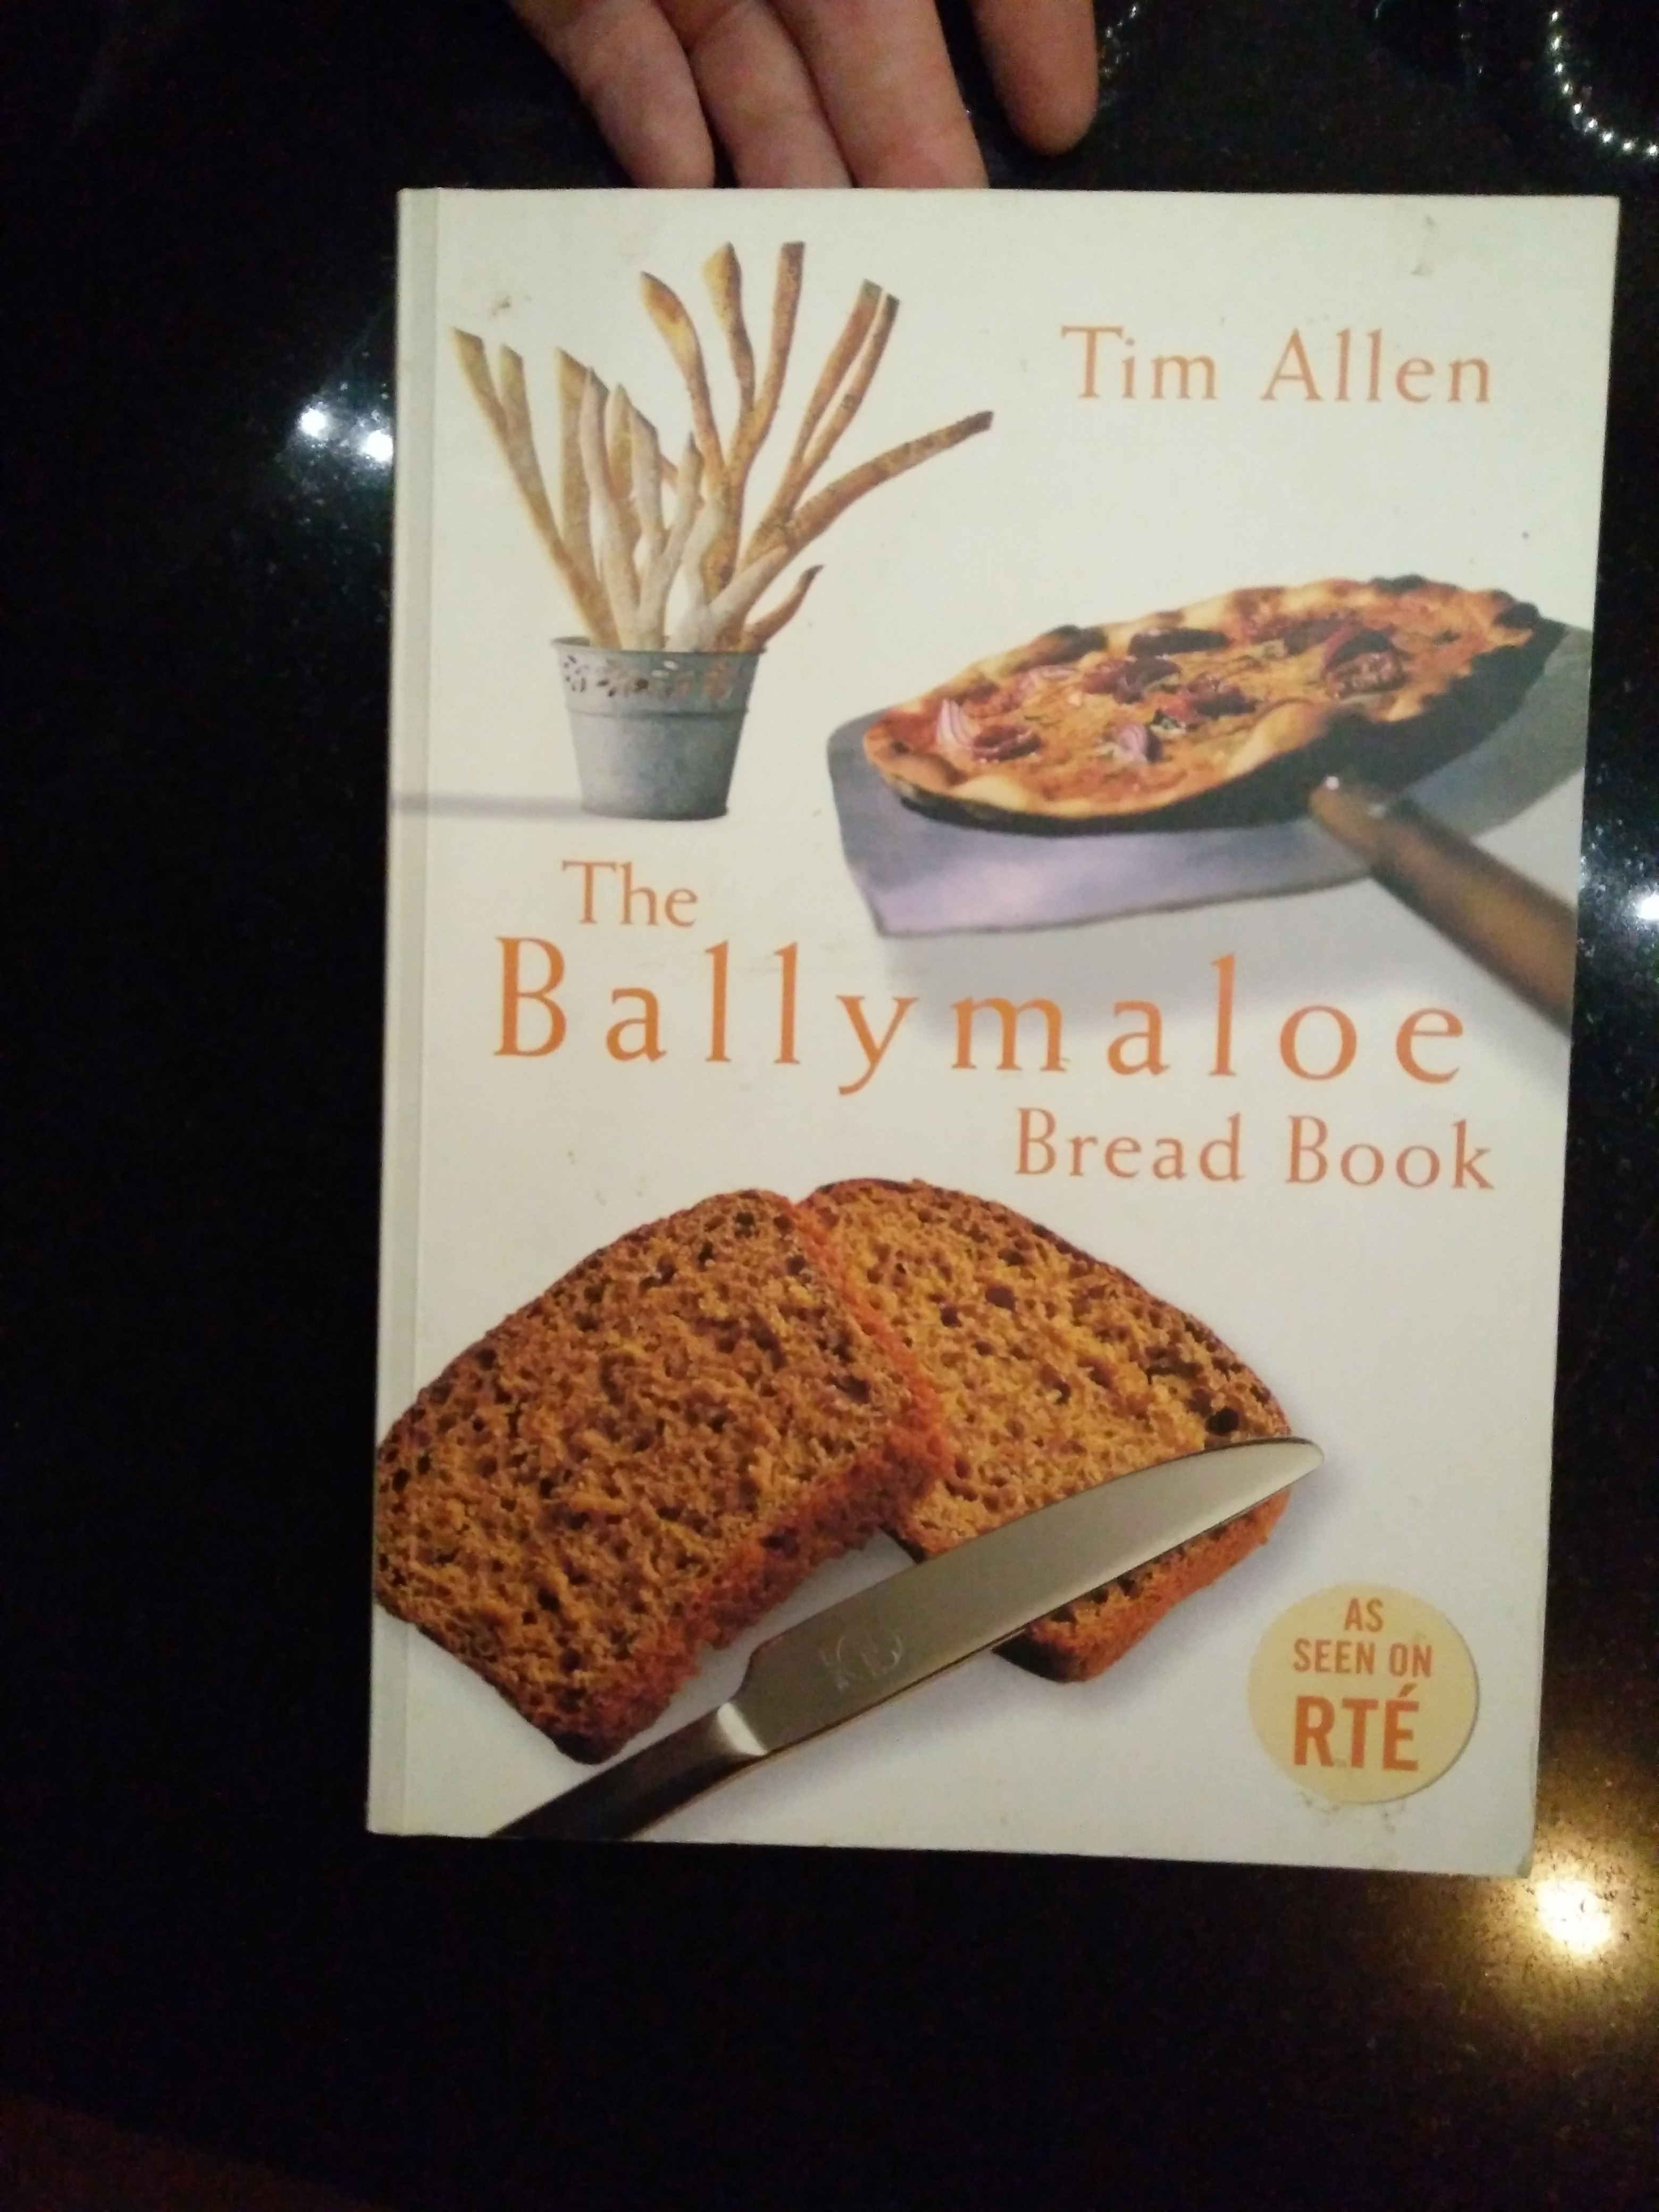 Tim Allen
The
Ballymaloe
Bread Book
AS
SEEN ON
RTÉ